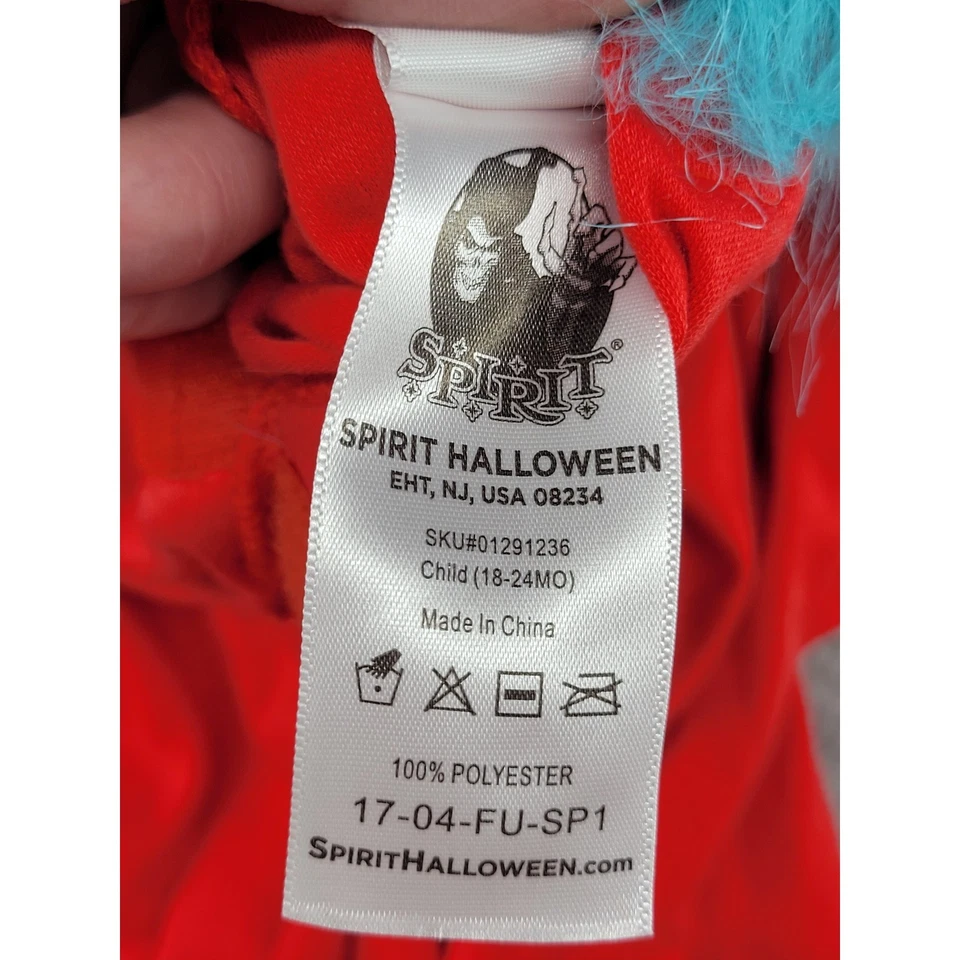 SPIRIT®
SPIRIT HALLOWEEN
EHT, NJ, USA 08234
SKU#01291236
Child (18-24MO)
Made In China
100% POLYESTER
17-04-FU-SP1
SPIRITHALLOWEEN.com